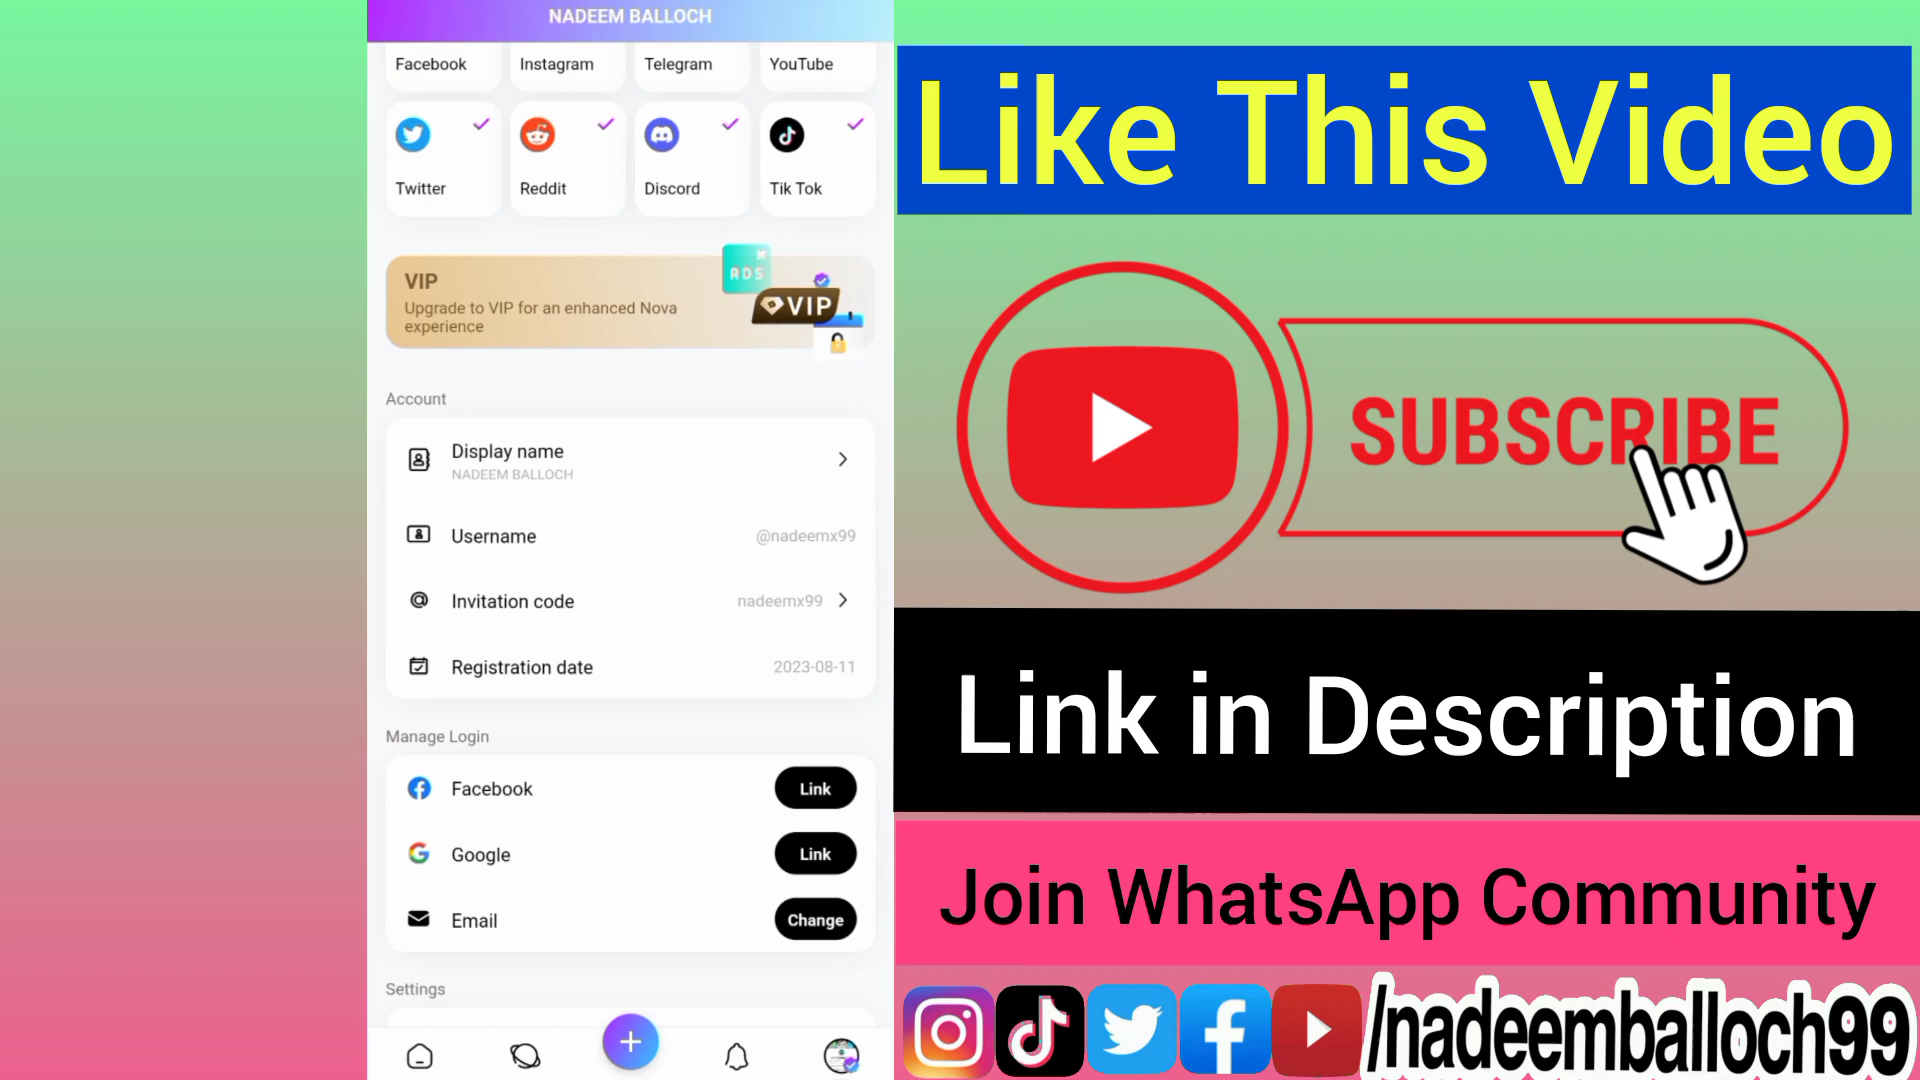 NADEEM BALLOCH
Facebook
Instagram
Telegram
YouTube
Twitter
Reddit
Discord
Tik Tok
VIP
Upgrade to VIP for an enhanced Nova
experience
ADS
VIP
Account
Display name
NADEEM BALLOCH
Username
@nadeemx99
Invitation code
nadeemx99
Registration date
2023-08-11
Manage Login
Facebook
Link
Google
Link
Email
Change
Settings
Like This Video
SUBSCRIBE
Link in Description
Join WhatsApp Community
/nadeemballoch99